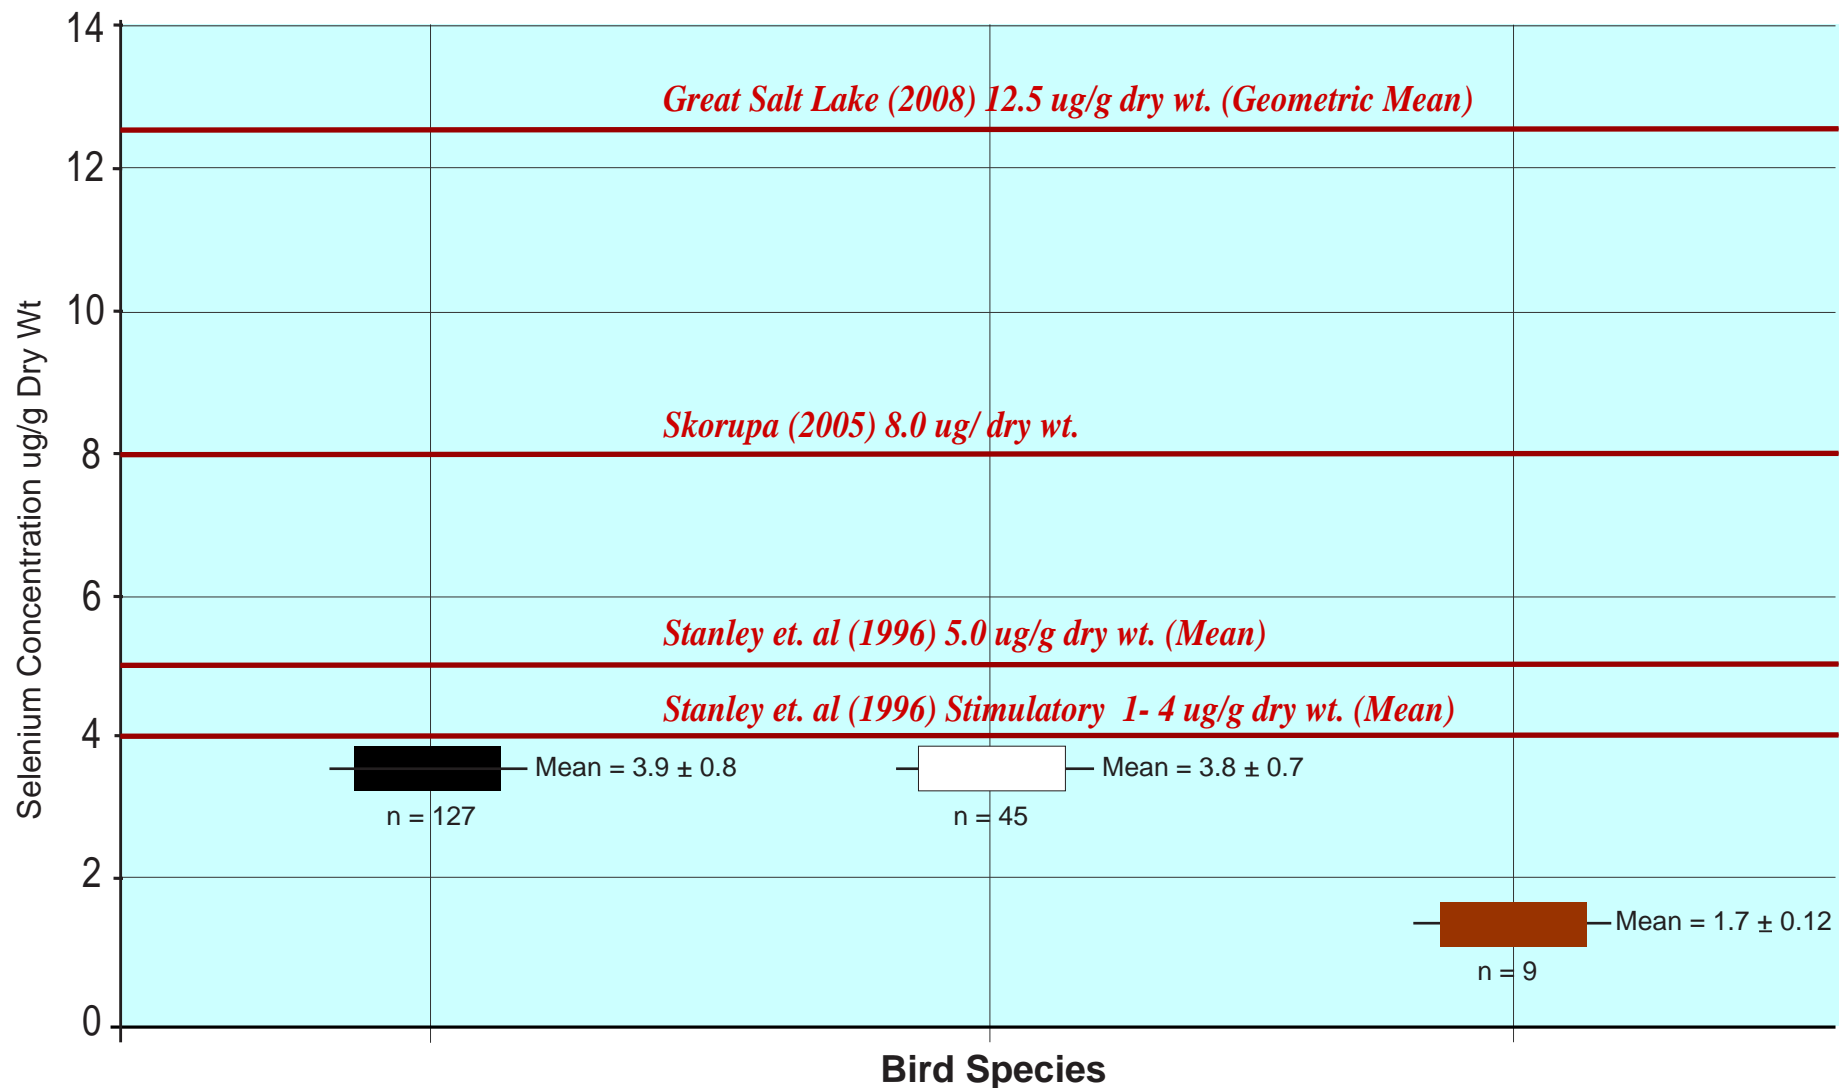 14
Great Salt Lake (2008) 12.5 ug/g dry wt. (Geometric Mean)
12
10
Selenium Concentration ug/g Dry Wt
Skorupa (2005) 8.0 ug/ dry wt.
8
6
Stanley et. al (1996) 5.0 ug/g dry wt. (Mean)
Stanley et. al (1996) Stimulatory 1- 4 ug/g dry wt. (Mean)
4
Mean = 3.9 ± 0.8
Mean = 3.8 ± 0.7
n = 127
n = 45
2
Mean = 1.7 ± 0.12
n = 9
0
Bird Species